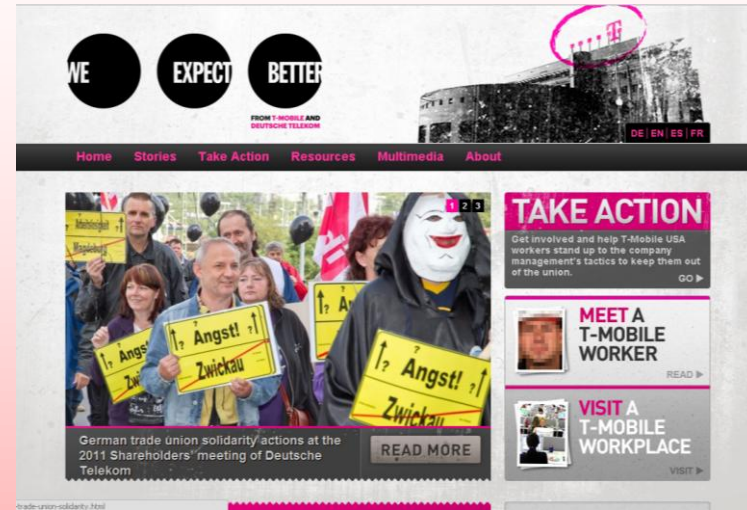 WE
EXPECT
BETTER
FROM T-MOBILE AND
DEUTSCHE TELEKOM
T
DE | EN | ES | FR
Home Stories Take Action Resources Multimedia About
Arbeitslosigkeit
Magdeburg
↑? Angst! ?↓
Zwickau
↑? Angst! ?↓
Zwickau
↑? A
↑? Angst! ?↓
Zwickau
1 2 3
German trade union solidarity actions at the
2011 Shareholders' meeting of Deutsche
Telekom
READ MORE
TAKE ACTION
Get involved and help T-Mobile USA
workers stand up to the company
management's tactics to keep them out
of the union.
GO ▶
MEET A
T-MOBILE
WORKER
READ ▶
VISIT A
T-MOBILE
WORKPLACE
VISIT ▶
-trade-union-solidarity.html